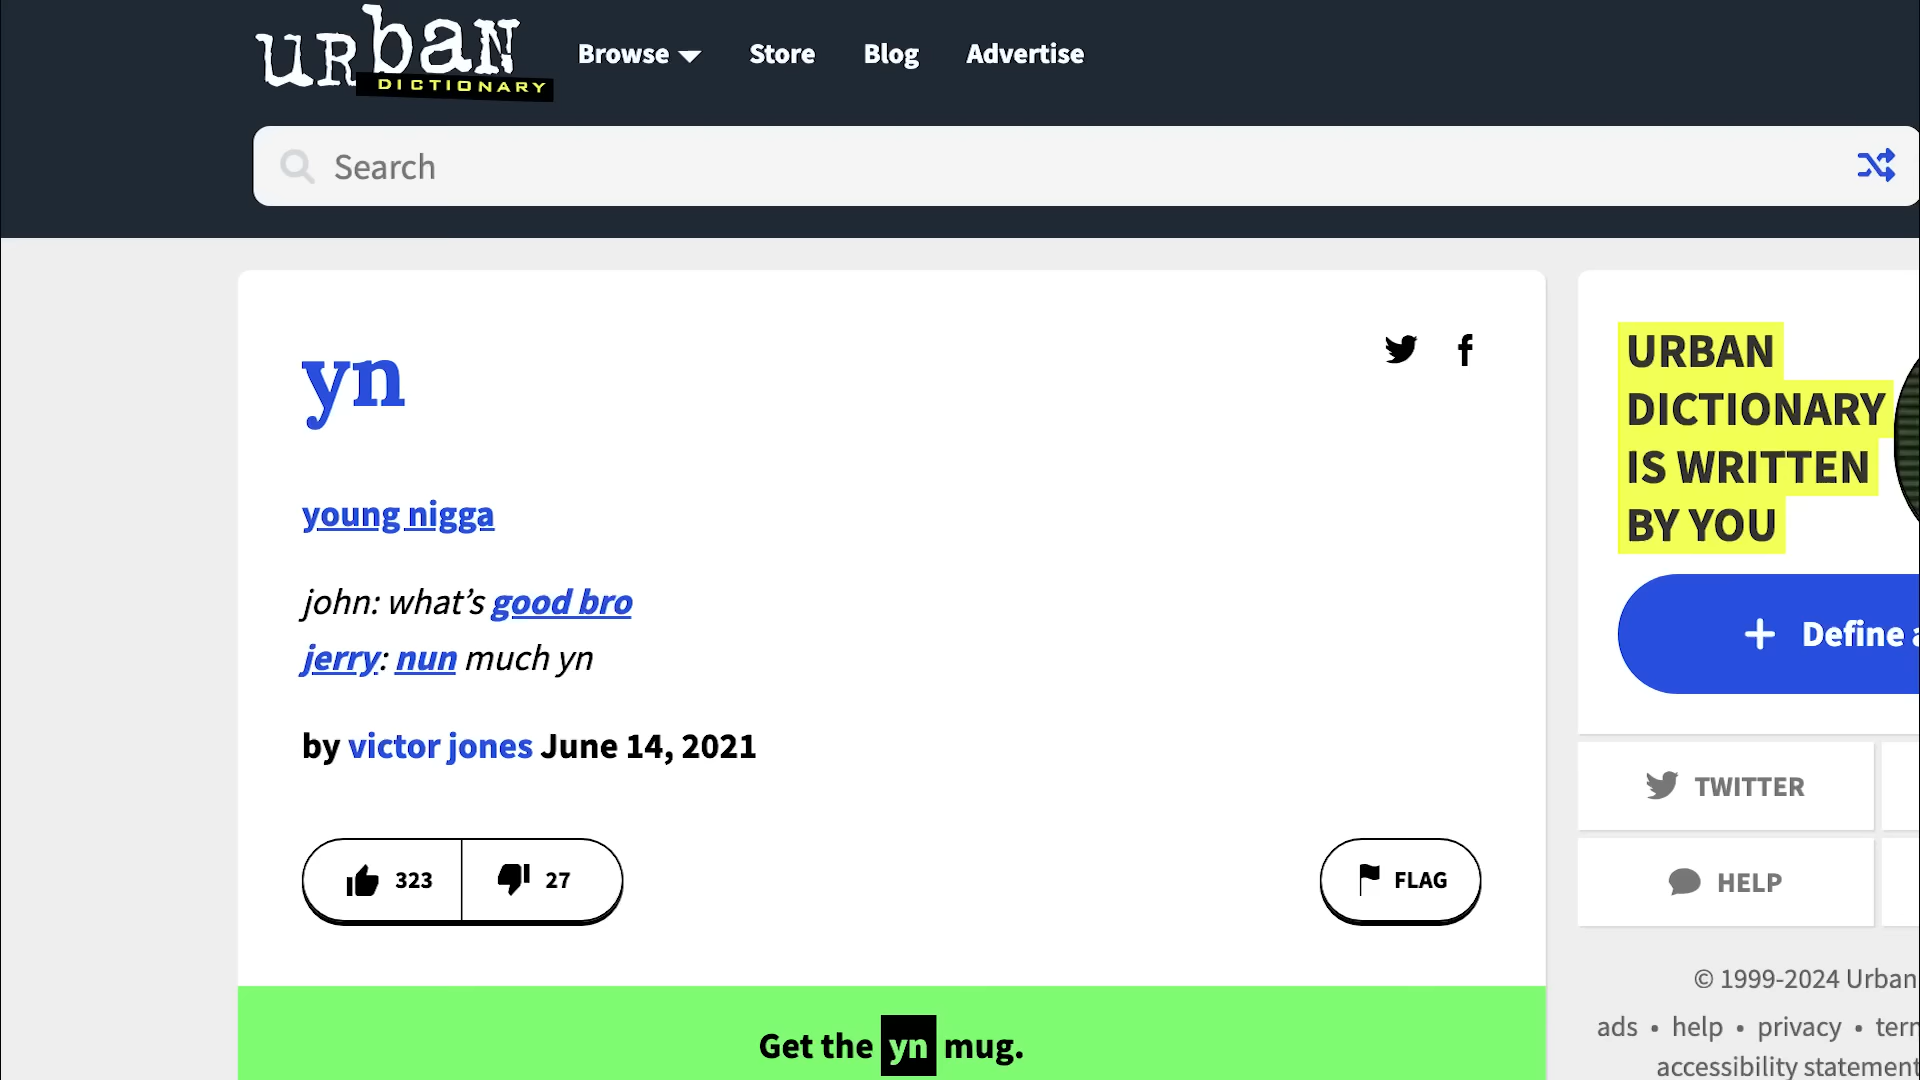 urban
DICTIONARY
Browse Store Blog Advertise
Search
yn
young nigga
john: what's good bro
jerry: nun much yn
by victor jones June 14, 2021
323 27
FLAG
Get the yn mug.
URBAN
DICTIONARY
IS WRITTEN
BY YOU
+ Define
TWITTER
HELP
© 1999-2024 Urban
ads • help • privacy •
accessibility statement